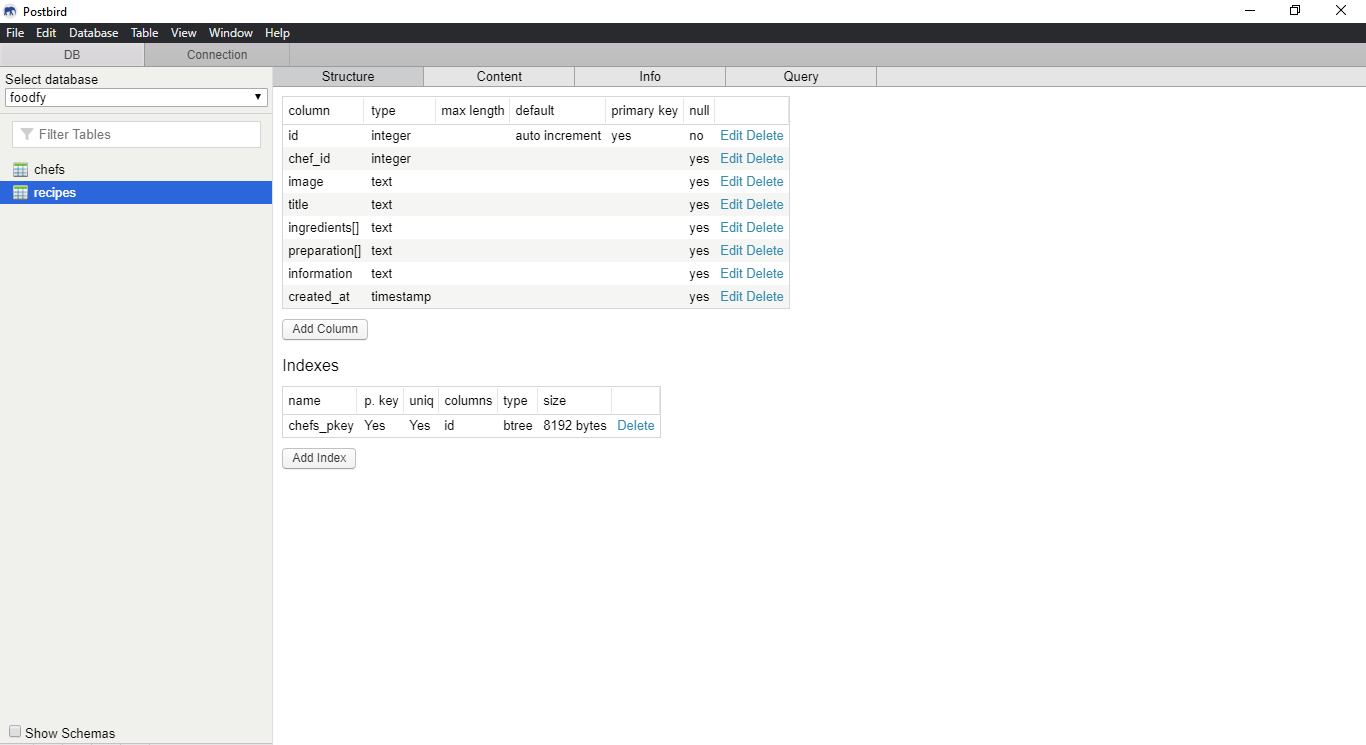 Postbird
File Edit Database Table View Window Help
DB Connection
Select database
foodfy
Filter Tables
chefs
recipes
Show Schemas
Structure Content Info Query
column type max length default primary key null
id integer auto increment yes no Edit Delete
chef_id integer yes Edit Delete
image text yes Edit Delete
title text yes Edit Delete
ingredients[] text yes Edit Delete
preparation[] text yes Edit Delete
information text yes Edit Delete
created_at timestamp yes Edit Delete
Add Column
Indexes
name p. key uniq columns type size
chefs_pkey Yes Yes id btree 8192 bytes Delete
Add Index